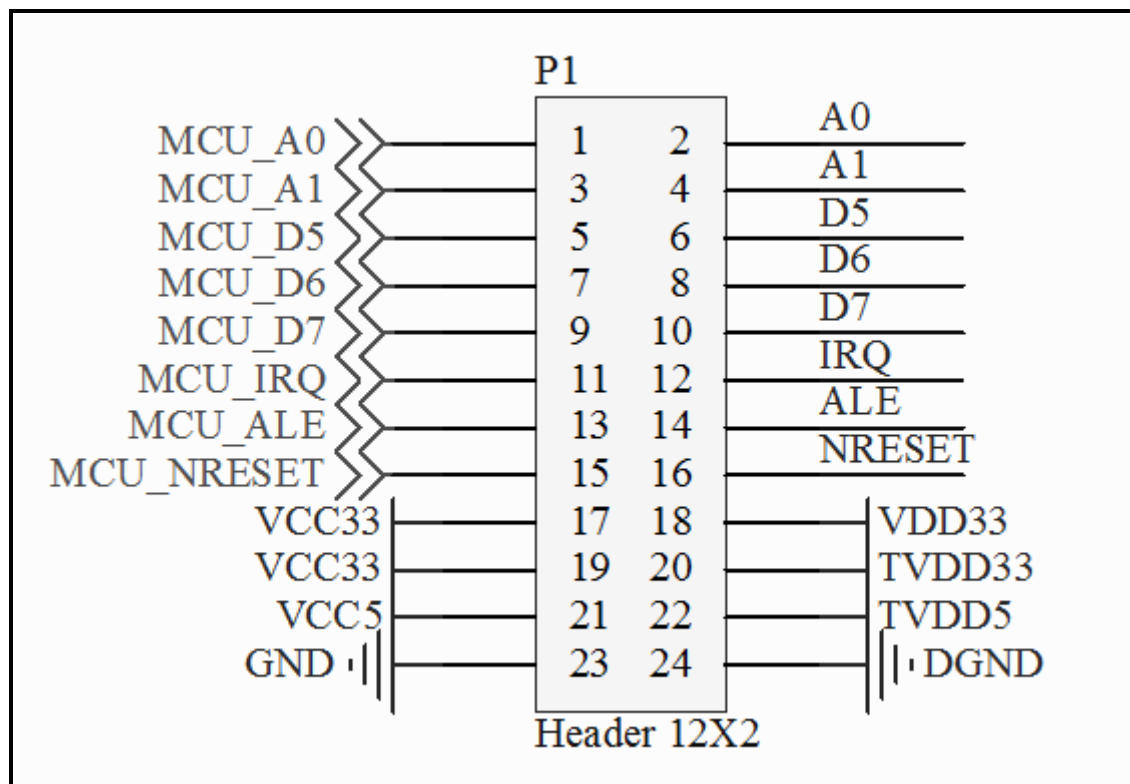 P1
MCU_A0 1 2 A0
MCU_A1 3 4 A1
MCU_D5 5 6 D5
MCU_D6 7 8 D6
MCU_D7 9 10 D7
MCU_IRQ 11 12 IRQ
MCU_ALE 13 14 ALE
MCU_NRESET 15 16 NRESET
VCC33 17 18 VDD33
VCC33 19 20 TVDD33
VCC5 21 22 TVDD5
GND 23 24 DGND
Header 12X2